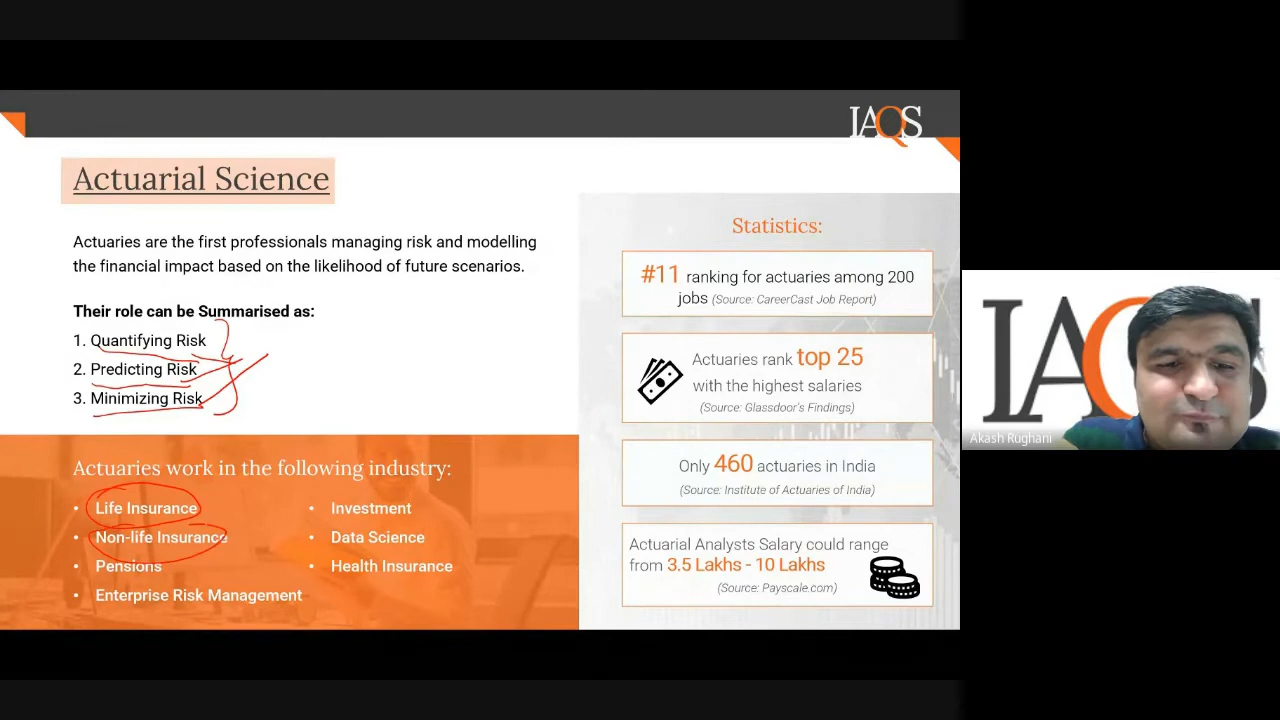 IAQS
Actuarial Science
Actuaries are the first professionals managing risk and modelling
the financial impact based on the likelihood of future scenarios.
Their role can be Summarised as:
1. Quantifying Risk
2. Predicting Risk
3. Minimizing Risk
Actuaries work in the following industry:
• Life Insurance
• Non-life Insurance
• Pensions
• Enterprise Risk Management
• Investment
• Data Science
• Health Insurance
Statistics:
#11 ranking for actuaries among 200
jobs (Source: CareerCast Job Report)
Actuaries rank top 25
with the highest salaries
(Source: Glassdoor's Findings)
Only 460 actuaries in India
(Source: Institute of Actuaries of India)
Actuarial Analysts Salary could range
from 3.5 Lakhs - 10 Lakhs
(Source: Payscale.com)
IAQS
Akash Rughani